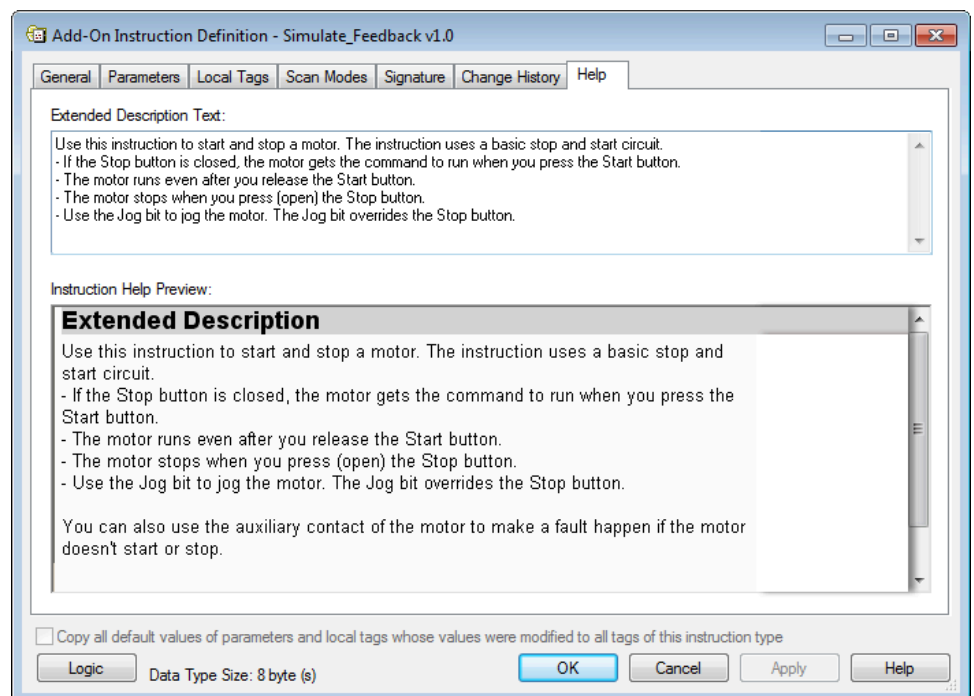 Add-On Instruction Definition - Simulate_Feedback v1.0
General Parameters Local Tags Scan Modes Signature Change History Help
Extended Description Text:
Use this instruction to start and stop a motor. The instruction uses a basic stop and start circuit.
- If the Stop button is closed, the motor gets the command to run when you press the Start button.
- The motor runs even after you release the Start button.
- The motor stops when you press (open) the Stop button.
- Use the Jog bit to jog the motor. The Jog bit overrides the Stop button.
Instruction Help Preview:
Extended Description
Use this instruction to start and stop a motor. The instruction uses a basic stop and
start circuit.
- If the Stop button is closed, the motor gets the command to run when you press the
Start button.
- The motor runs even after you release the Start button.
- The motor stops when you press (open) the Stop button.
- Use the Jog bit to jog the motor. The Jog bit overrides the Stop button.
You can also use the auxiliary contact of the motor to make a fault happen if the motor
doesn't start or stop.
Copy all default values of parameters and local tags whose values were modified to all tags of this instruction type
Logic Data Type Size: 8 byte (s) OK Cancel Apply Help